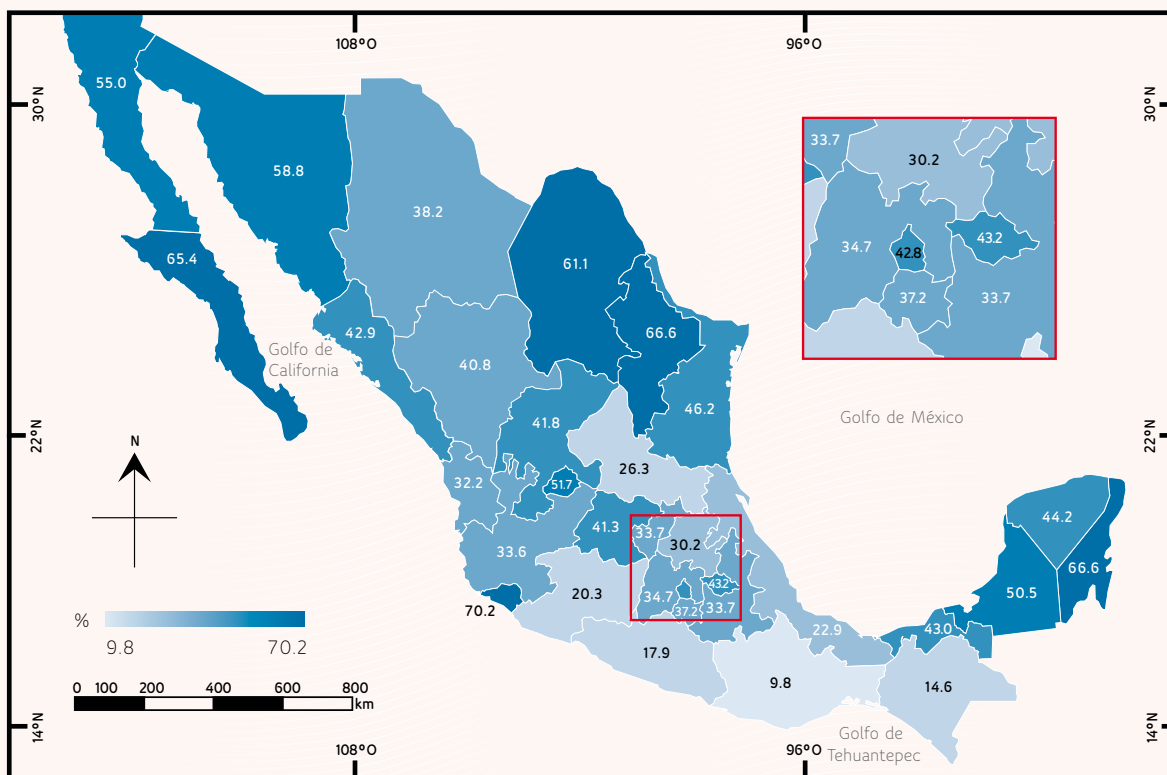 108°O
96°O
30°N
30°N
55.0
58.8
38.2
33.7
30.2
34.7
42.8
43.2
37.2
33.7
65.4
61.1
42.9
66.6
Golfo de
California
40.8
46.2
Golfo de México
22°N
22°N
N
41.8
26.3
32.2
51.7
41.3
33.7
30.2
44.2
33.6
66.6
50.5
20.3
34.7
43.2
37.2
33.7
70.2
%
9.8
70.2
22.9
43.0
17.9
9.8
14.6
0 100 200 400 600 800
km
14°N
14°N
Golfo de
Tehuantepec
108°O
96°O